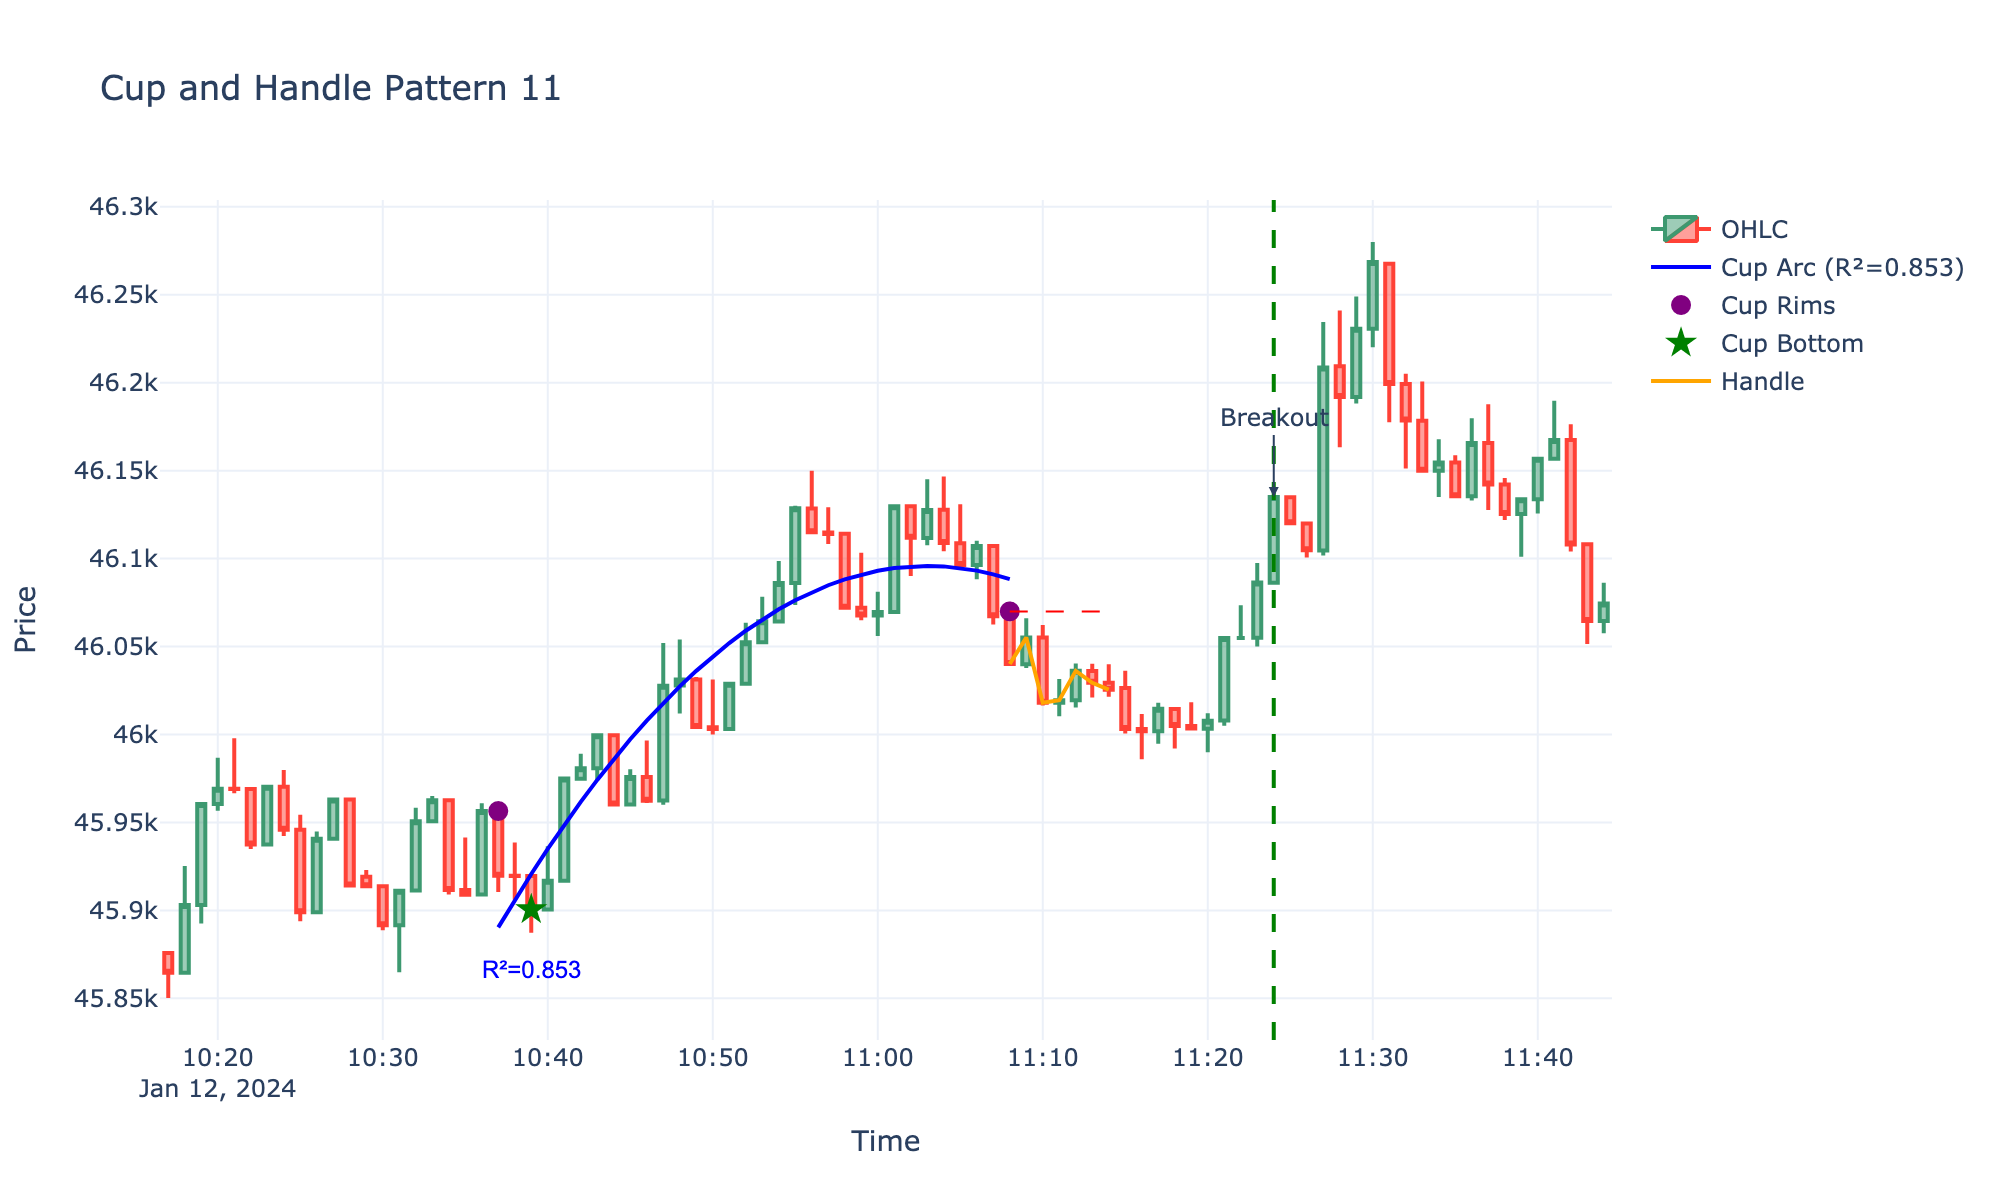 Cup and Handle Pattern 11
46.3k
46.25k
46.2k
46.15k
46.1k
46.05k
46k
45.95k
45.9k
45.85k
Price
Breakout
R²=0.853
10:20
10:30
10:40
10:50
11:00
11:10
11:20
11:30
11:40
Jan 12, 2024
Time
OHLC
Cup Arc (R²=0.853)
Cup Rims
Cup Bottom
Handle